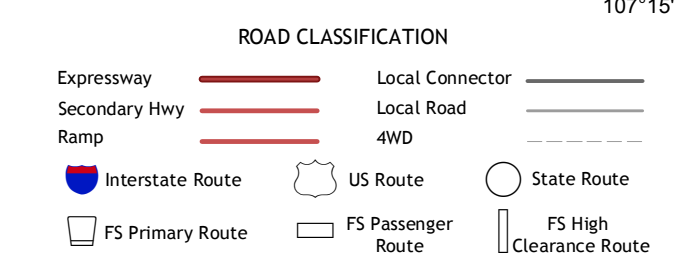 107°15'
ROAD CLASSIFICATION
Expressway
Local Connector
Secondary Hwy
Local Road
Ramp
4WD
Interstate Route
US Route
State Route
FS Primary Route
FS Passenger
Route
FS High
Clearance Route